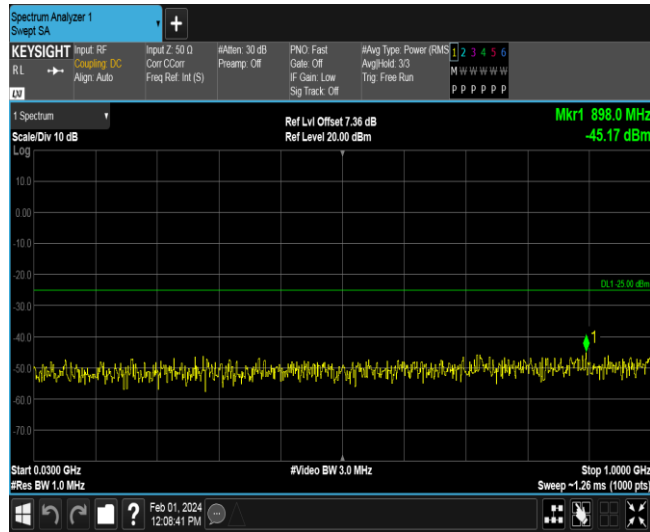 Spectrum Analyzer 1
Swept SA
KEYSIGHT
RL
LXI
Input: RF
Coupling: DC
Align: Auto
Input Z: 50 Ω
Corr CCorr
Freq Ref: Int (S)
#Atten: 30 dB
Preamp: Off
PNO: Fast
Gate: Off
IF Gain: Low
Sig Track: Off
#Avg Type: Power (RMS
Avg|Hold: 3/3
Trig: Free Run
1 2 3 4 5 6
M W W W W W
P P P P P P
1 Spectrum
Scale/Div 10 dB
Ref Lvl Offset 7.36 dB
Ref Level 20.00 dBm
Mkr1 898.0 MHz
-45.17 dBm
Log
10.0
0.00
-10.0
-20.0
DL1 -25.00 dBm
-30.0
-40.0
1
-50.0
-60.0
-70.0
Start 0.0300 GHz
#Res BW 1.0 MHz
#Video BW 3.0 MHz
Stop 1.0000 GHz
Sweep ~1.26 ms (1000 pts)
?
Feb 01, 2024
12:08:41 PM